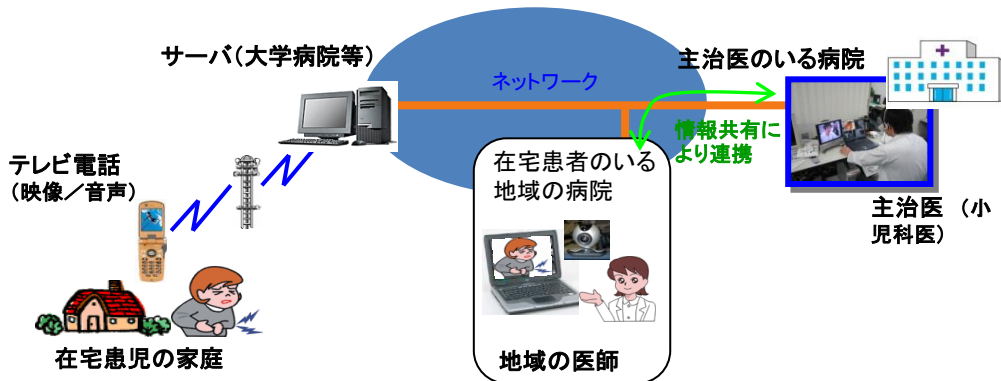 サーバ(大学病院等)
ネットワーク
主治医のいる病院
情報共有に
より連携
テレビ電話
(映像/音声)
在宅患者のいる
地域の病院
主治医 (小
児科医)
在宅患児の家庭
地域の医師